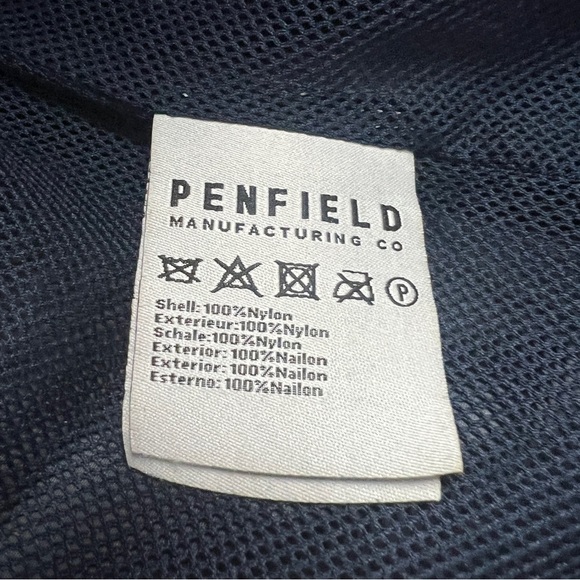 PENFIELD
MANUFACTURING CO
P
Shell: 100%Nylon
Exterieur:100%Nylon
Schale:100%Nylon
Exterior: 100%Nailon
Exterior: 100%Nailon
Esterno: 100%Nailon